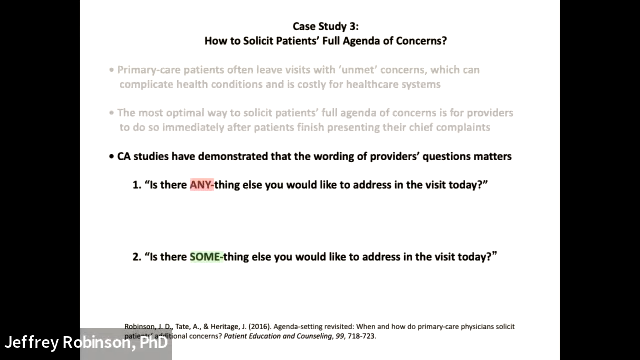 Case Study 3:
How to Solicit Patients' Full Agenda of Concerns?
• Primary-care patients often leave visits with 'unmet' concerns, which can
complicate health conditions and is costly for healthcare systems
• The most optimal way to solicit patients' full agenda of concerns is for providers
to do so immediately after patients finish presenting their chief complaints
• CA studies have demonstrated that the wording of providers' questions matters
1. “Is there ANY-thing else you would like to address in the visit today?”
2. “Is there SOME-thing else you would like to address in the visit today?”
Robinson, J. D., Tate, A., & Heritage, J. (2016). Agenda-setting revisited: When and how do primary-care physicians solicit
concerns? Patient Education and Counseling, 99, 718-723.
Jeffrey Robinson, PhD